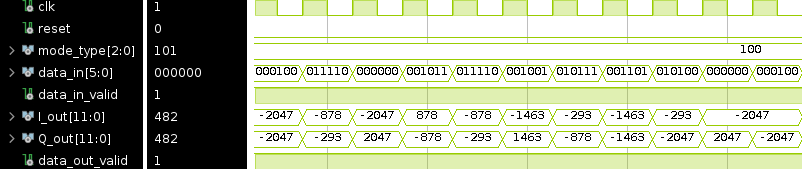 clk 1
reset 0
mode_type[2:0] 101 100
data_in[5:0] 000000 000100 011110 000000 001011 011110 001001 010111 001101 010100 000000 000100
data_in_valid 1
I_out[11:0] 482 -2047 -878 -2047 878 -878 -1463 -293 -1463 -293 -2047
Q_out[11:0] 482 -2047 -293 2047 -878 -293 1463 -878 -1463 -2047 2047 -2047
data_out_valid 1